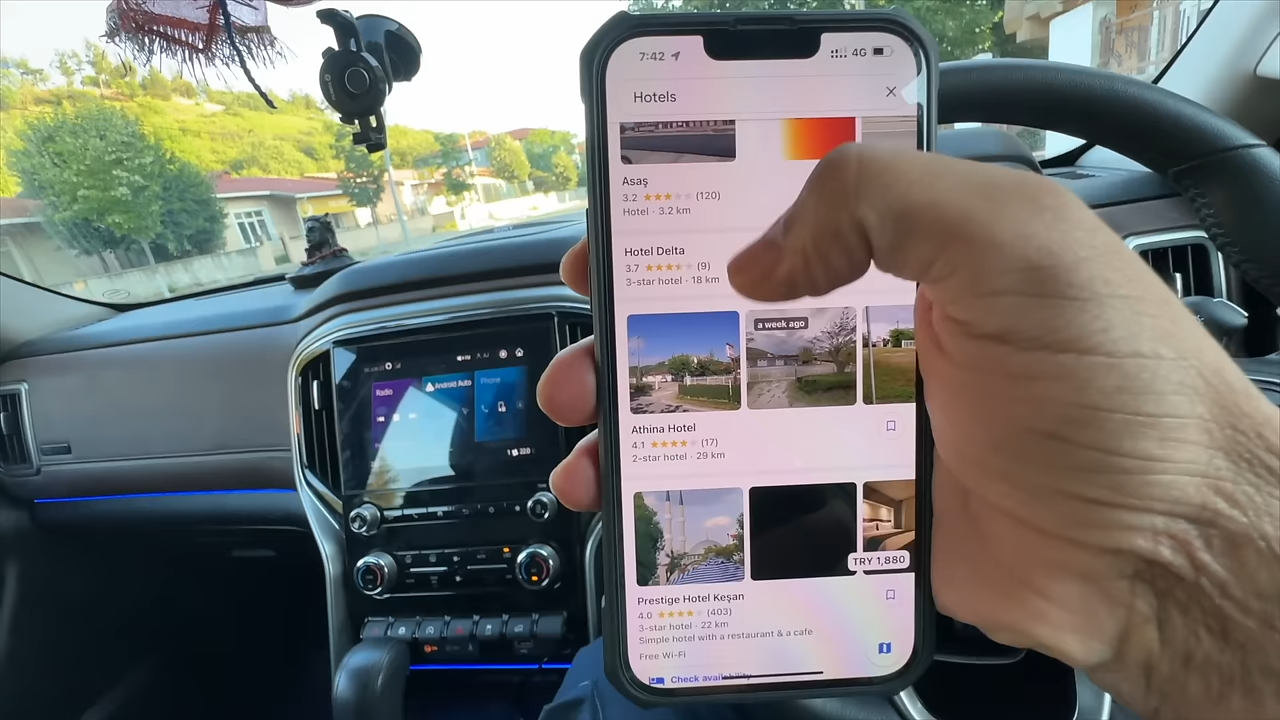 7:42
4G
Hotels
Asaş
3.2 (120)
Hotel · 3.2 km
Hotel Delta
3.7 (9)
3-star hotel · 18 km
a week ago
Athina Hotel
4.1 (17)
2-star hotel · 29 km
TRY 1,880
Prestige Hotel Keşan
4.0 (403)
3-star hotel · 22 km
Simple hotel with a restaurant & a cafe
Free Wi-Fi
Check availability
Radio
Android Auto
Phone